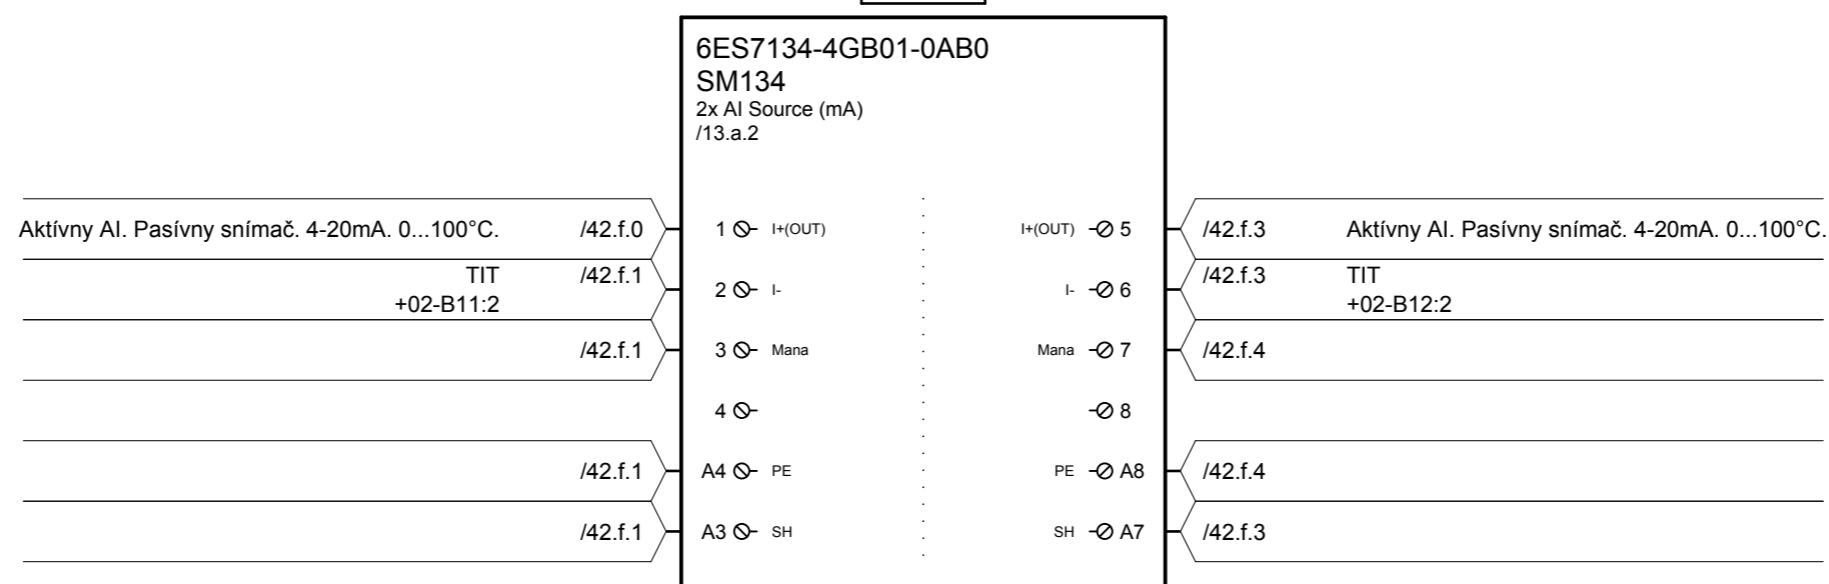 6ES7134-4GB01-0AB0
SM134
2x AI Source (mA)
/13.a.2
Aktívny AI. Pasívny snímač. 4-20mA. 0...100°C. /42.f.0 1 I+(OUT) I+(OUT) 5 /42.f.3 Aktívny AI. Pasívny snímač. 4-20mA. 0...100°C.
TIT /42.f.1 2 I- I- 6 /42.f.3 TIT
+02-B11:2 +02-B12:2
/42.f.1 3 Mana Mana 7 /42.f.4
4 8
/42.f.1 A4 PE PE A8 /42.f.4
/42.f.1 A3 SH SH A7 /42.f.3